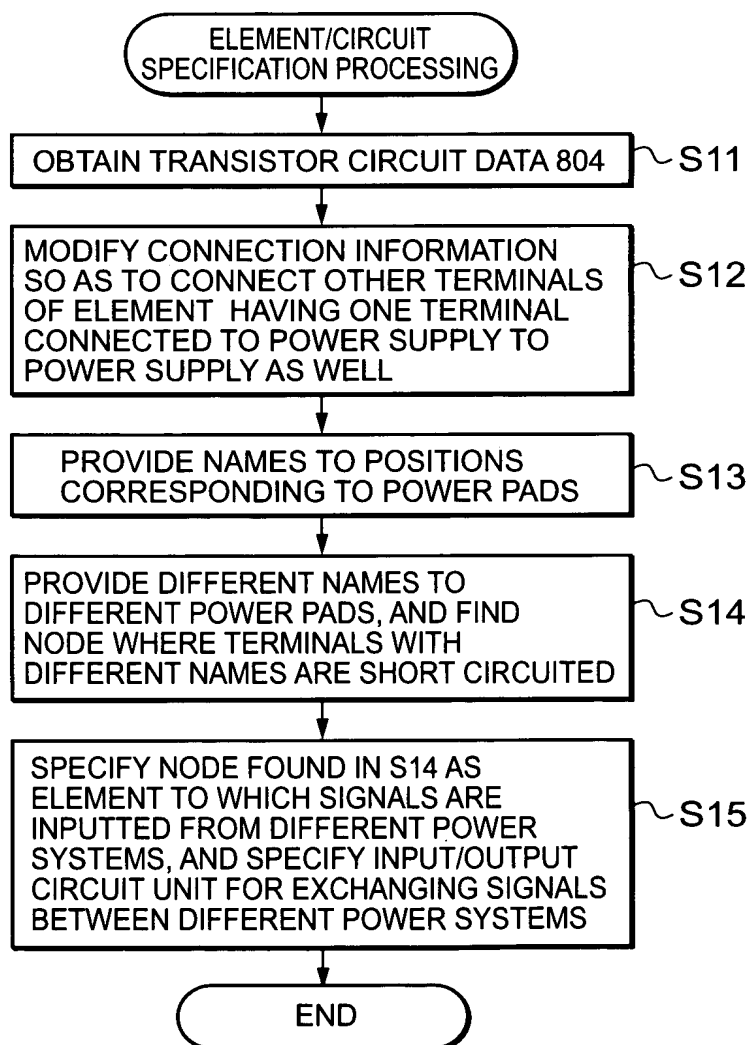 ELEMENT/CIRCUIT
SPECIFICATION PROCESSING
OBTAIN TRANSISTOR CIRCUIT DATA 804
S11
MODIFY CONNECTION INFORMATION
SO AS TO CONNECT OTHER TERMINALS
OF ELEMENT HAVING ONE TERMINAL
CONNECTED TO POWER SUPPLY TO
POWER SUPPLY AS WELL
S12
PROVIDE NAMES TO POSITIONS
CORRESPONDING TO POWER PADS
S13
PROVIDE DIFFERENT NAMES TO
DIFFERENT POWER PADS, AND FIND
NODE WHERE TERMINALS WITH
DIFFERENT NAMES ARE SHORT CIRCUITED
S14
SPECIFY NODE FOUND IN S14 AS
ELEMENT TO WHICH SIGNALS ARE
INPUTTED FROM DIFFERENT POWER
SYSTEMS, AND SPECIFY INPUT/OUTPUT
CIRCUIT UNIT FOR EXCHANGING SIGNALS
BETWEEN DIFFERENT POWER SYSTEMS
S15
END